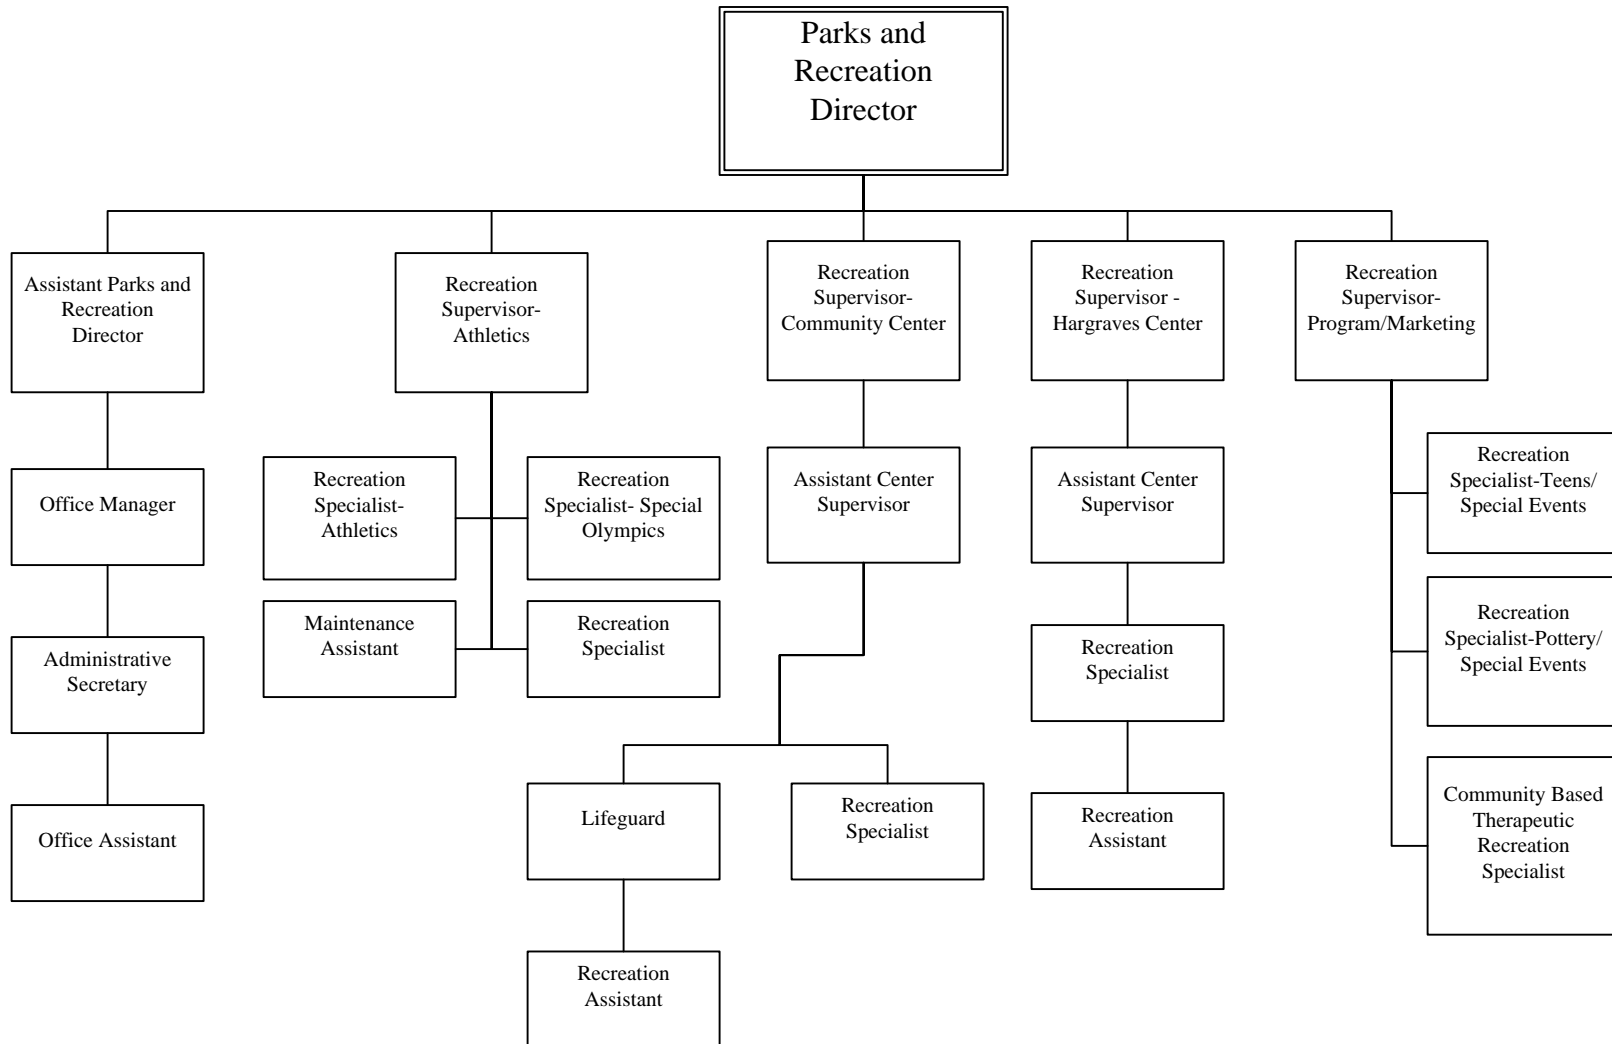 Parks and
Recreation
Director
Assistant Parks and
Recreation
Director
Recreation
Supervisor-
Athletics
Recreation
Supervisor-
Community Center
Recreation
Supervisor -
Hargraves Center
Recreation
Supervisor-
Program/Marketing
Office Manager
Recreation
Specialist-
Athletics
Recreation
Specialist- Special
Olympics
Assistant Center
Supervisor
Assistant Center
Supervisor
Recreation
Specialist-Teens/
Special Events
Administrative
Secretary
Maintenance
Assistant
Recreation
Specialist
Recreation
Specialist
Recreation
Specialist-Pottery/
Special Events
Office Assistant
Lifeguard
Recreation
Specialist
Recreation
Assistant
Community Based
Therapeutic
Recreation
Specialist
Recreation
Assistant